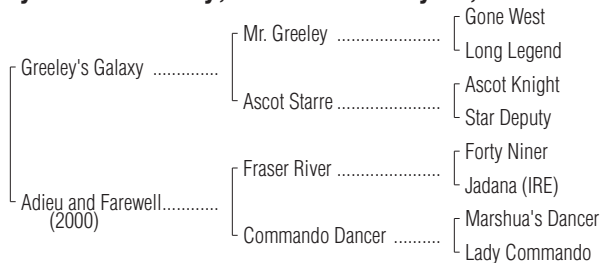 Gone West
Mr. Greeley ....................
Long Legend
Greeley's Galaxy .............
Ascot Knight
Ascot Starre ....................
Star Deputy
Forty Niner
Fraser River ....................
Jadana (IRE)
Adieu and Farewell...........
(2000)
Marshua's Dancer
Commando Dancer .........
Lady Commando